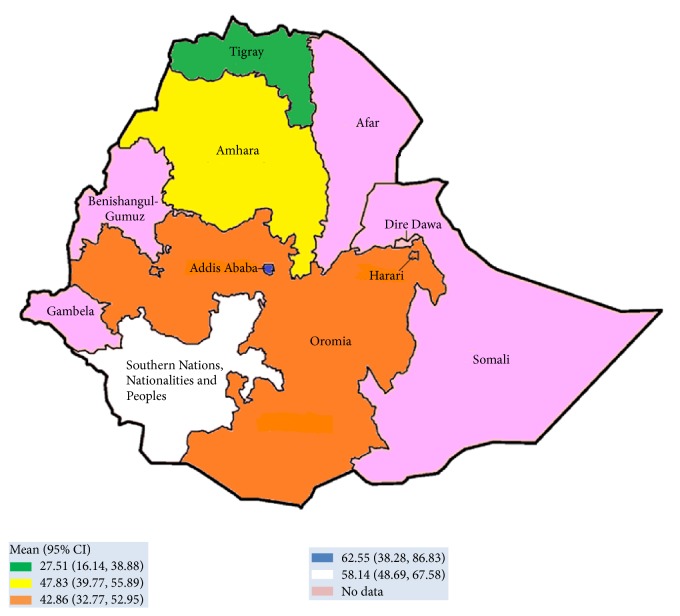 Tigray
Afar
Amhara
Benishangul-
Gumuz
Dire Dawa
Addis Ababa
Harari
Gambela
Oromia
Southern Nations,
Nationalities and
Peoples
Somali
Mean (95% CI)
27.51 (16.14, 38.88)
47.83 (39.77, 55.89)
42.86 (32.77, 52.95)
62.55 (38.28, 86.83)
58.14 (48.69, 67.58)
No data